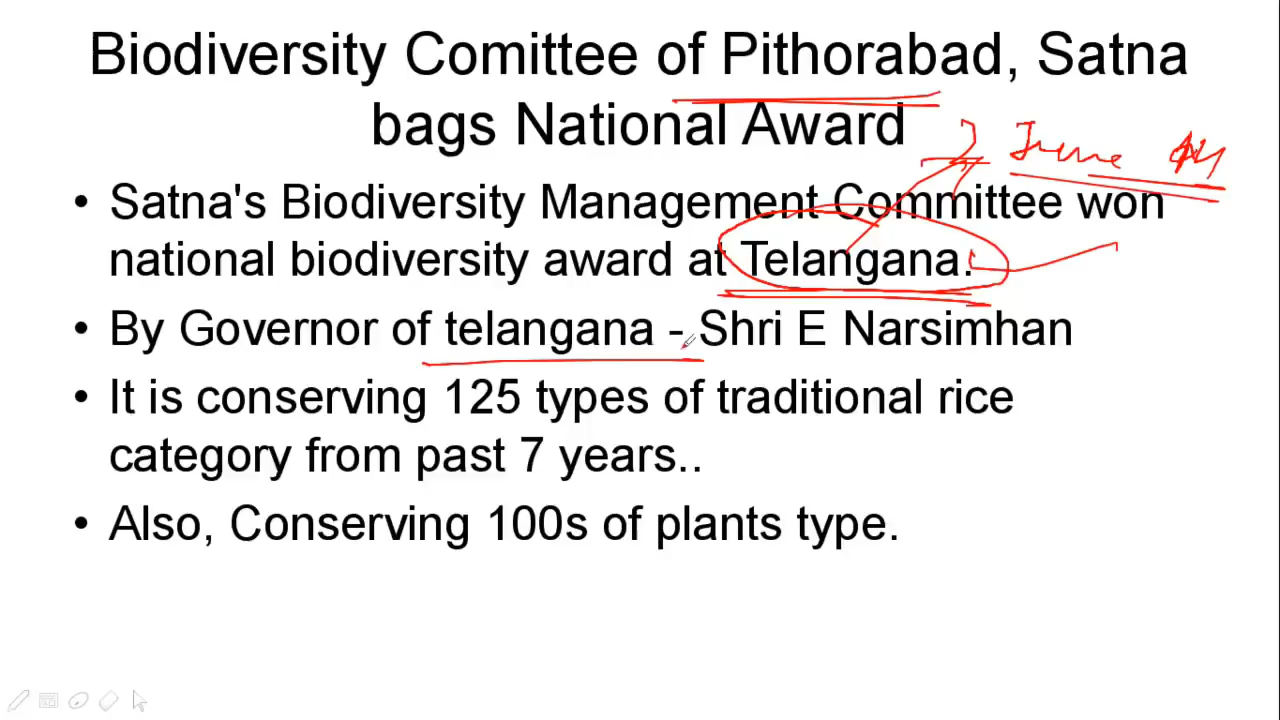 Biodiversity Comittee of Pithorabad, Satna
bags National Award
2 June 14
• Satna's Biodiversity Management Committee won
national biodiversity award at Telangana.
• By Governor of telangana - Shri E Narsimhan
• It is conserving 125 types of traditional rice
category from past 7 years..
• Also, Conserving 100s of plants type.